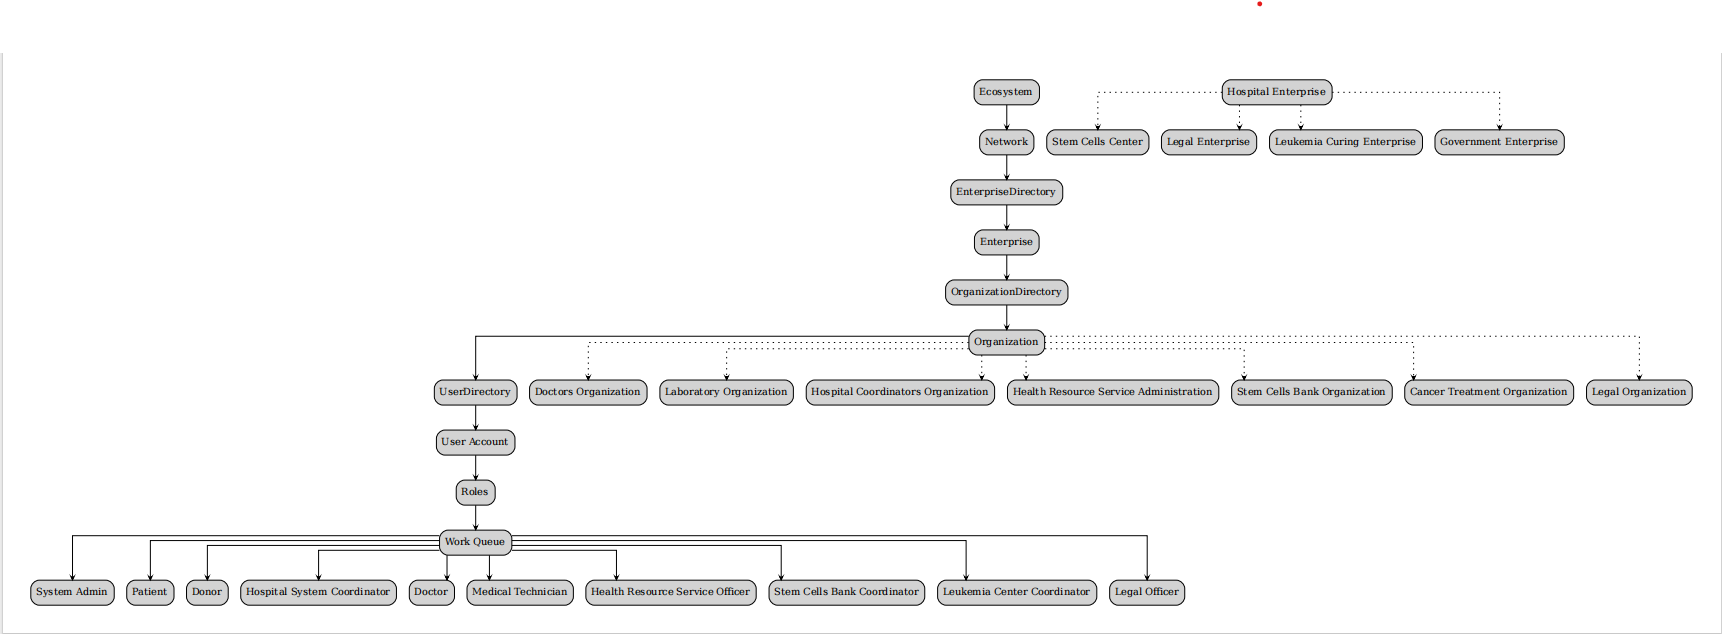 Ecosystem
Hospital Enterprise
Network
Stem Cells Center
Legal Enterprise
Leukemia Curing Enterprise
Government Enterprise
EnterpriseDirectory
Enterprise
OrganizationDirectory
Organization
UserDirectory
Doctors Organization
Laboratory Organization
Hospital Coordinators Organization
Health Resource Service Administration
Stem Cells Bank Organization
Cancer Treatment Organization
Legal Organization
User Account
Roles
Work Queue
System Admin
Patient
Donor
Hospital System Coordinator
Doctor
Medical Technician
Health Resource Service Officer
Stem Cells Bank Coordinator
Leukemia Center Coordinator
Legal Officer